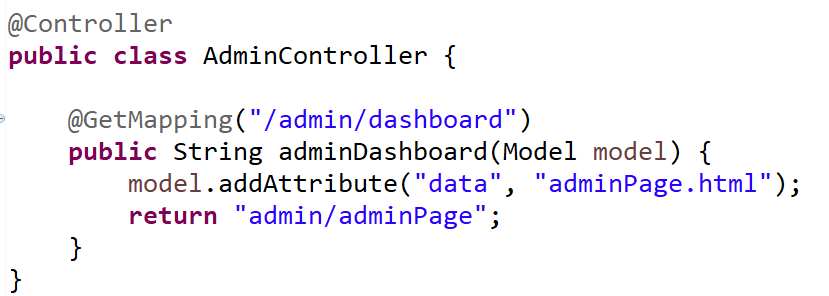 @Controller
public class AdminController {
@GetMapping("/admin/dashboard")
public String adminDashboard(Model model) {
model.addAttribute("data", "adminPage.html");
return "admin/adminPage";
}
}